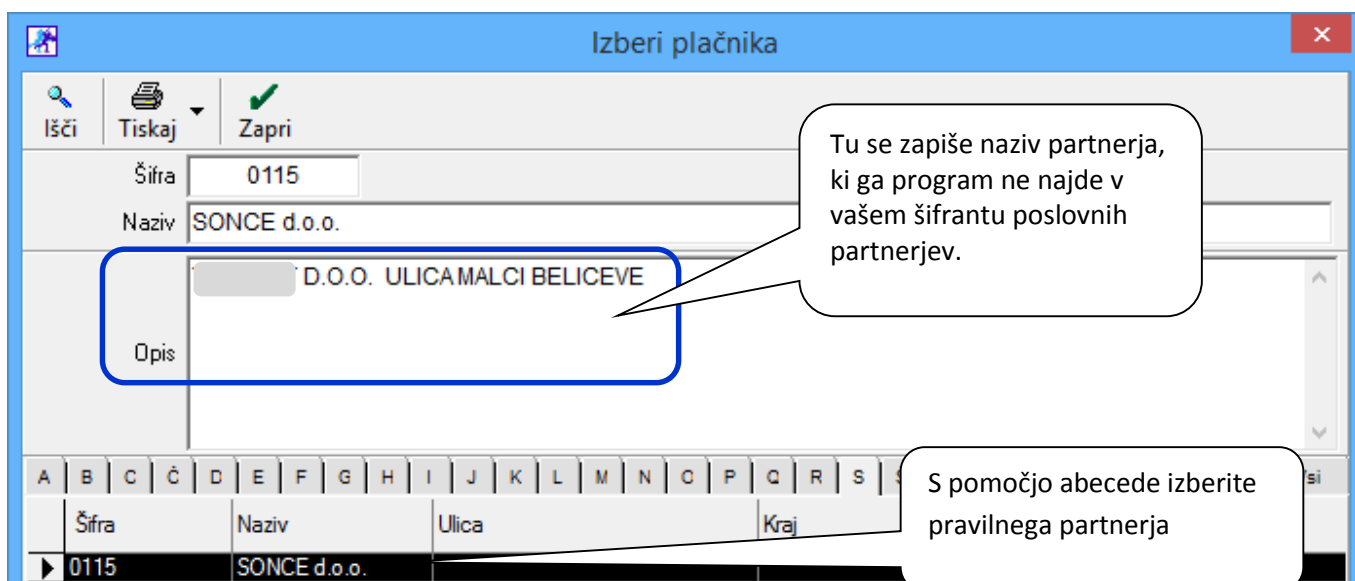 Izberi plačnika
Išči Tiskaj Zapri
Šifra 0115
Naziv SONCE d.o.o.
Tu se zapiše naziv partnerja,
ki ga program ne najde v
vašem šifrantu poslovnih
partnerjev.
D.O.O. ULICA MALCI BELICEVE
Opis
A B C Č D E F G H I J K L M N O P Q R S
S pomočjo abecede izberite
pravilnega partnerja
Šifra Naziv Ulica Kraj
0115 SONCE d.o.o.